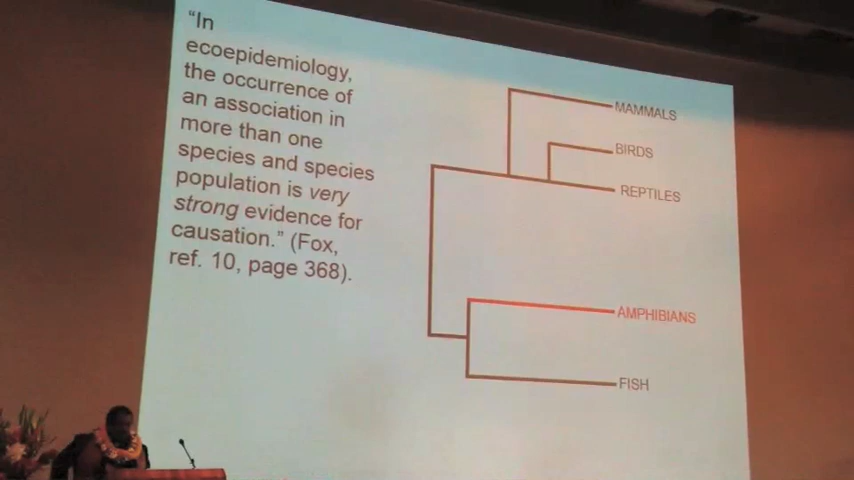 “In
ecoepidemiology,
the occurrence of
an association in
more than one
species and species
population is very
strong evidence for
causation.” (Fox,
ref. 10, page 368).
MAMMALS
BIRDS
REPTILES
AMPHIBIANS
FISH